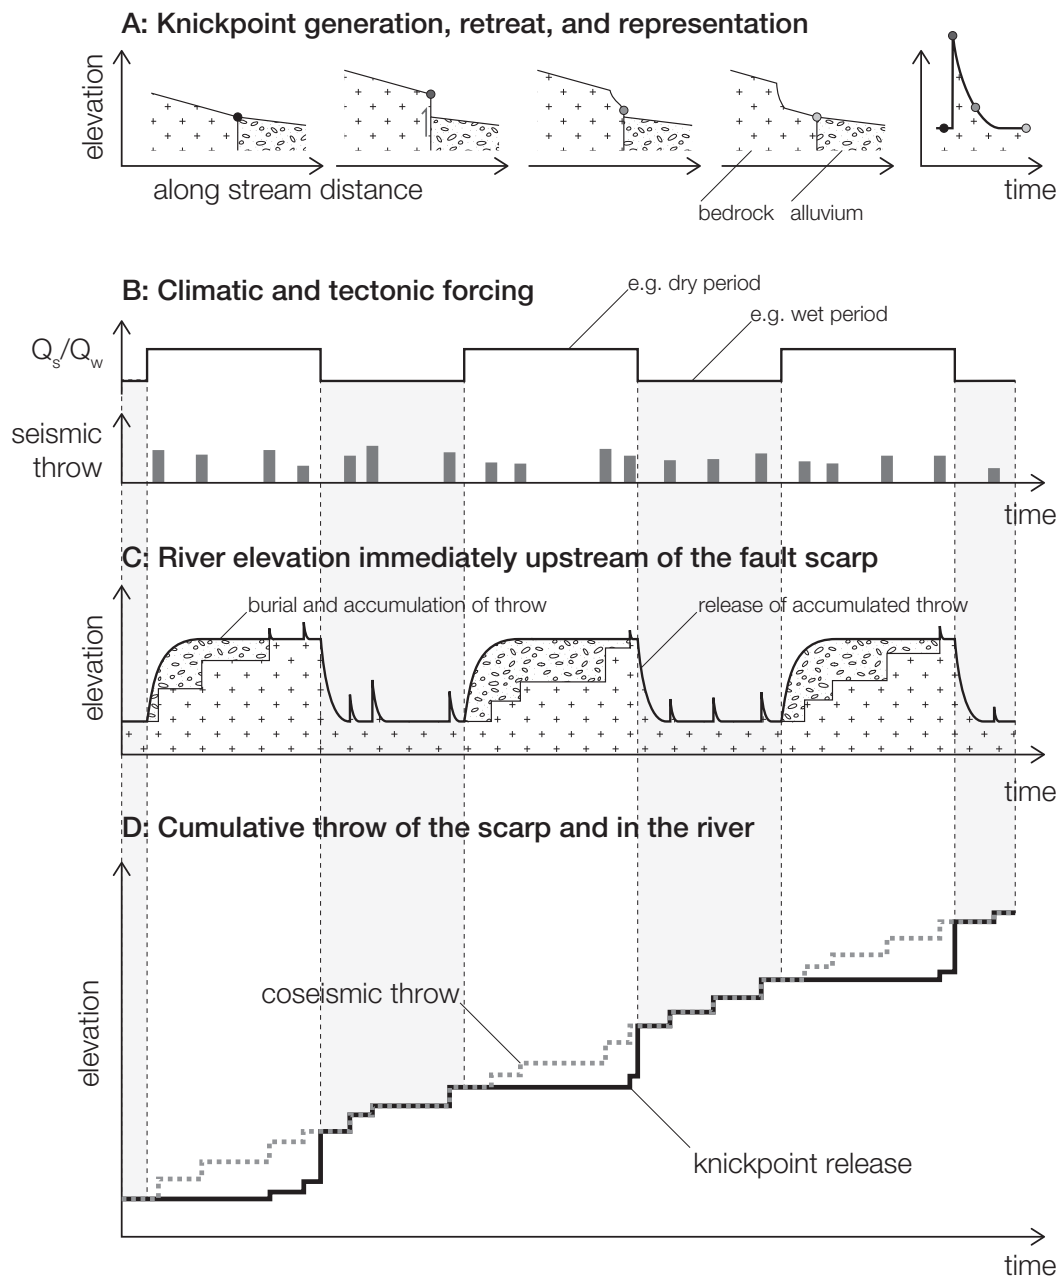 A: Knickpoint generation, retreat, and representation
elevation
along stream distance
bedrock
alluvium
time
B: Climatic and tectonic forcing
e.g. dry period
e.g. wet period
Qs/Qw
seismic
throw
time
C: River elevation immediately upstream of the fault scarp
burial and accumulation of throw
release of accumulated throw
elevation
time
D: Cumulative throw of the scarp and in the river
coseismic throw
elevation
knickpoint release
time